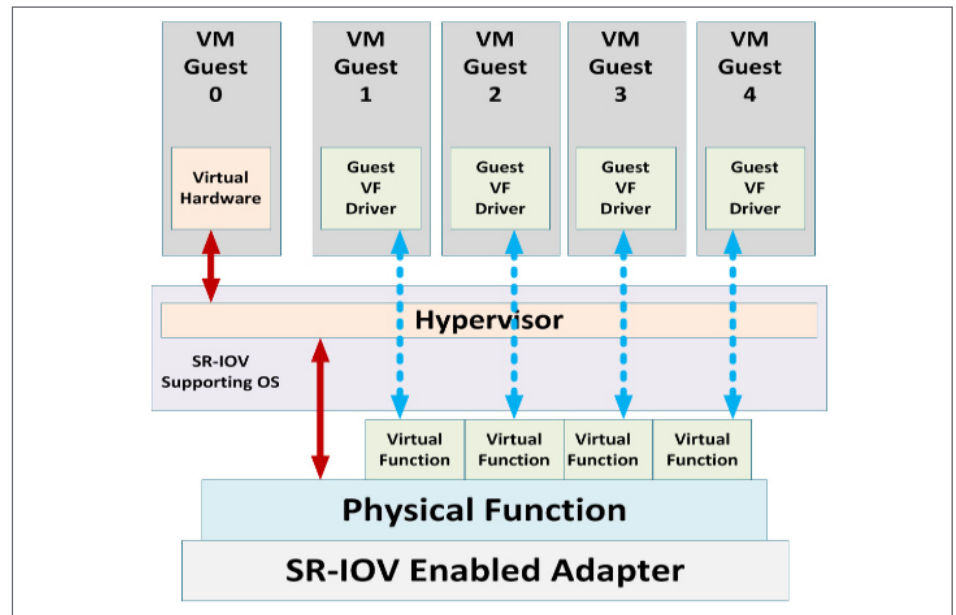 VM
Guest
0
VM
Guest
1
VM
Guest
2
VM
Guest
3
VM
Guest
4
Virtual
Hardware
Guest
VF
Driver
Guest
VF
Driver
Guest
VF
Driver
Guest
VF
Driver
Hypervisor
SR-IOV
Supporting OS
Virtual
Function
Virtual
Function
Virtual
Function
Virtual
Function
Physical Function
SR-IOV Enabled Adapter